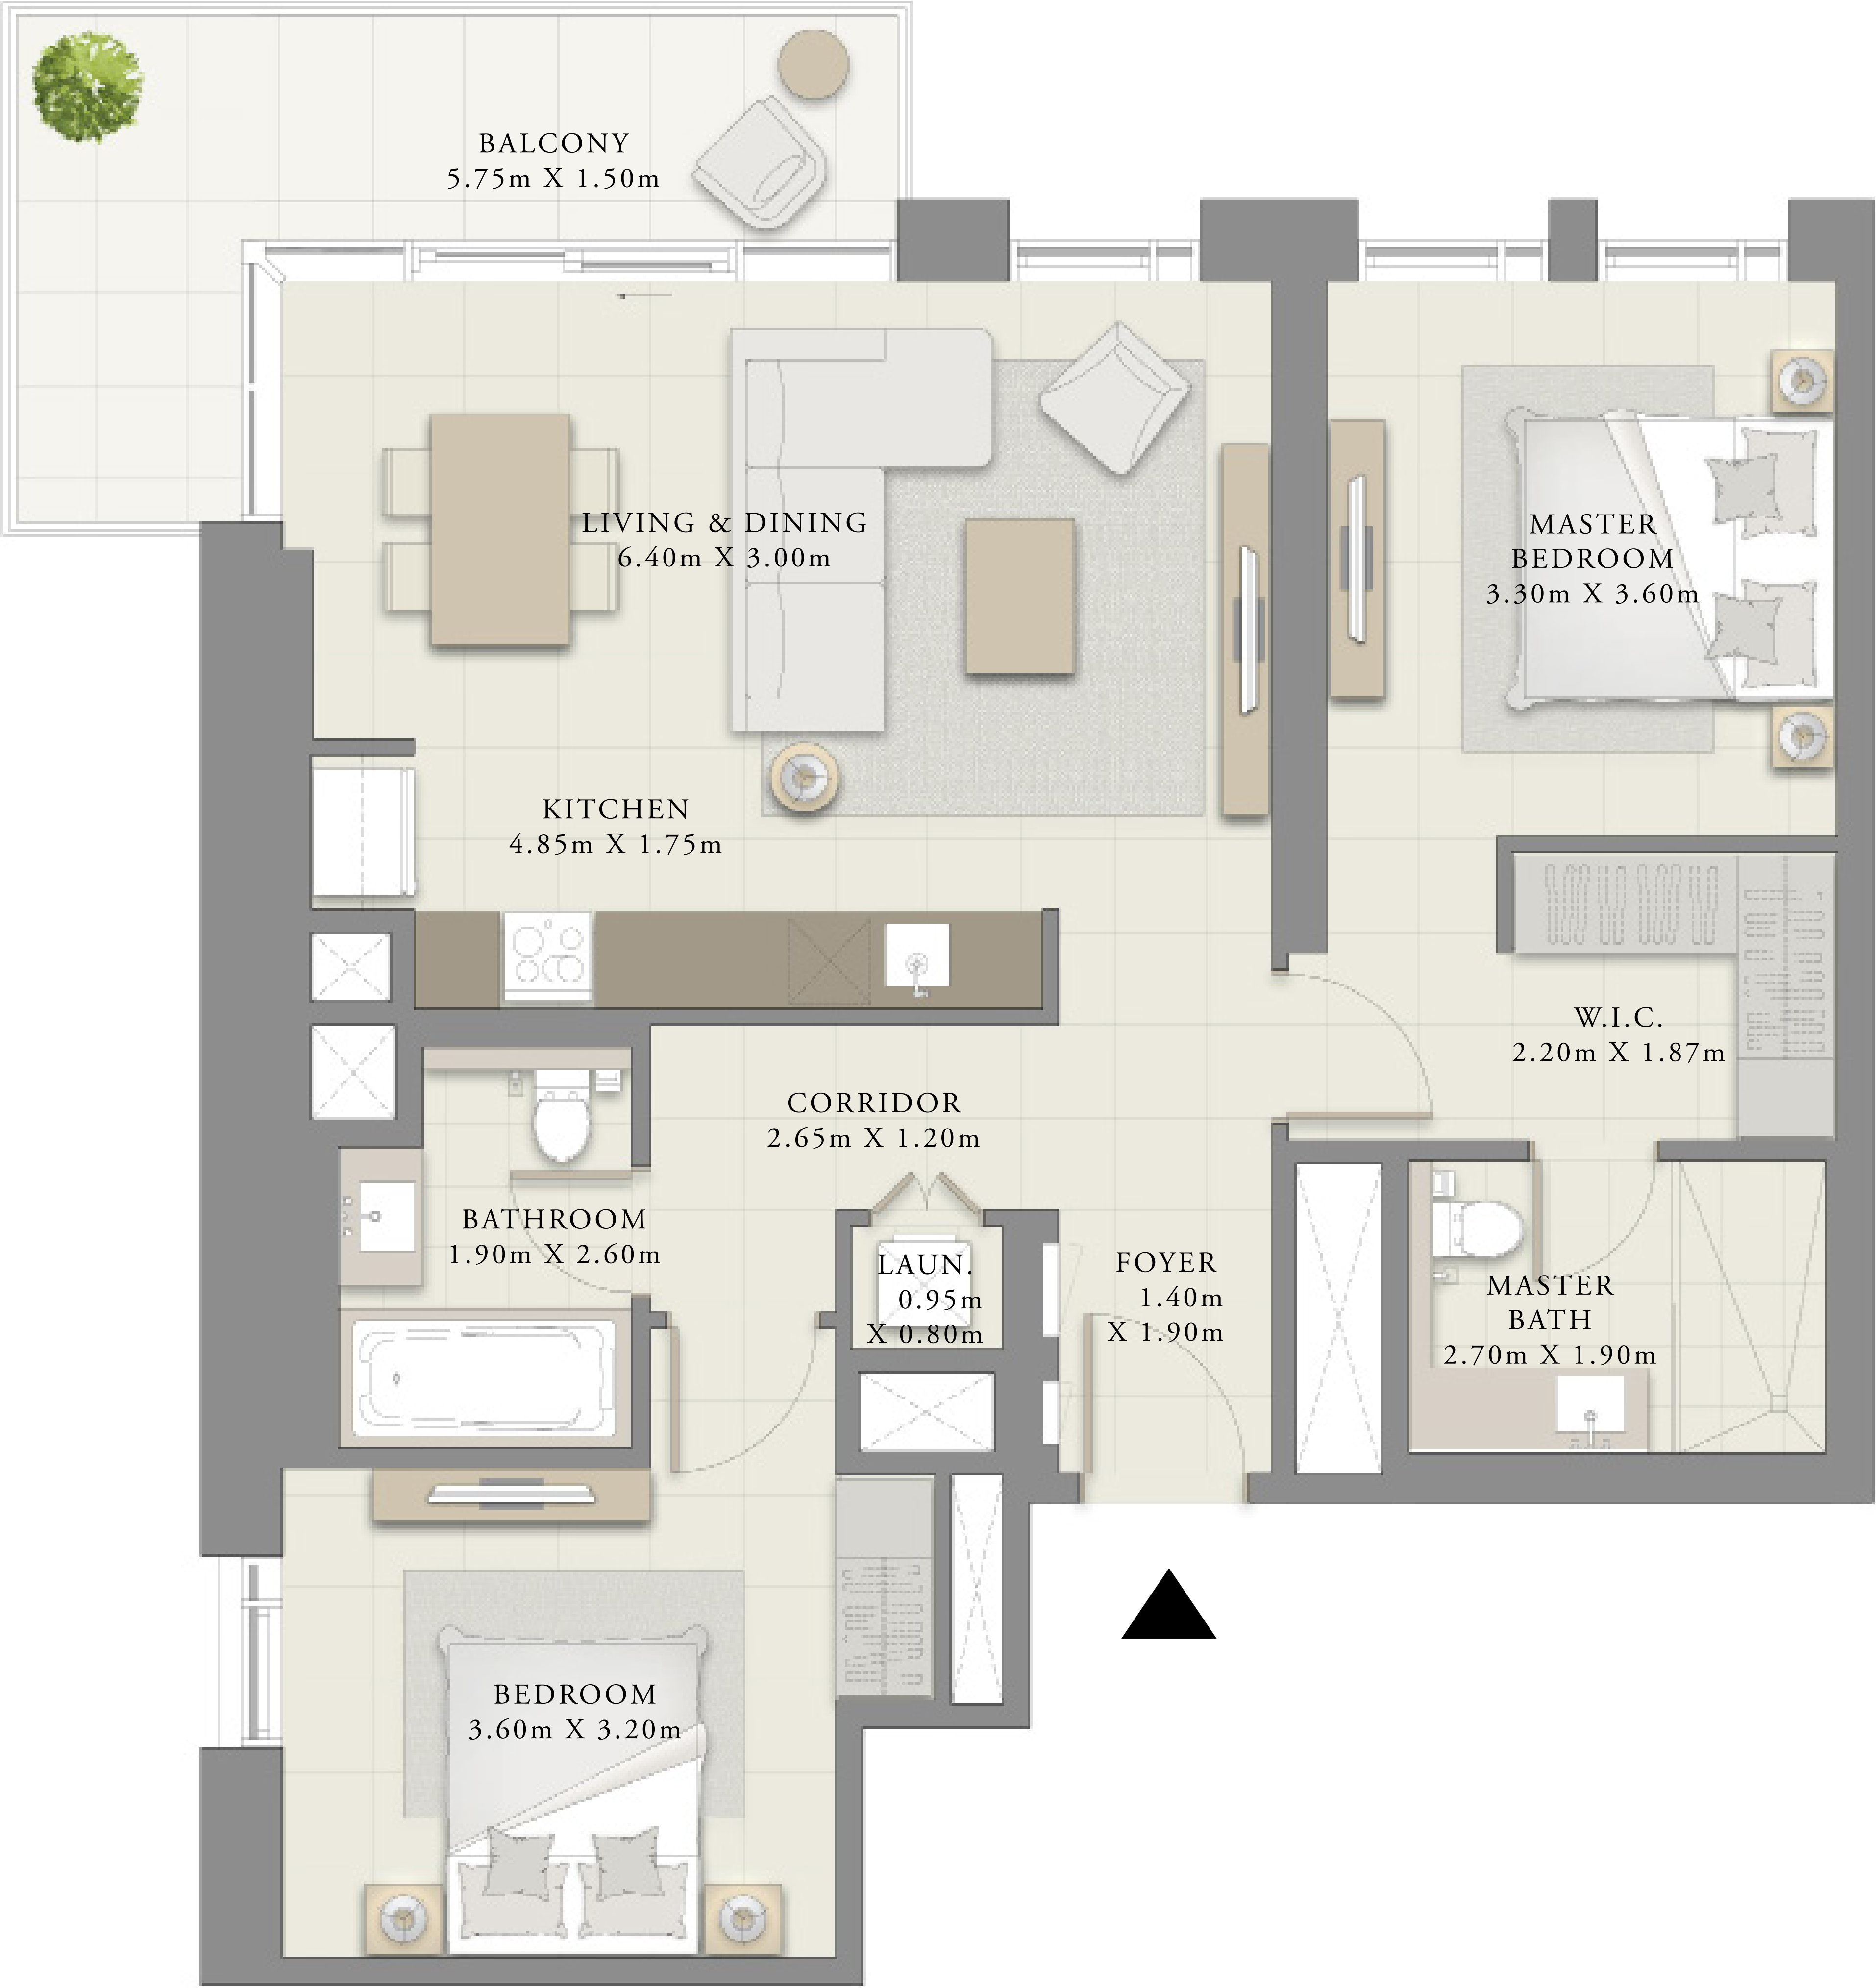 BALCONY
5.75m X 1.50m
LIVING & DINING
6.40m X 3.00m
MASTER
BEDROOM
3.30m X 3.60m
KITCHEN
4.85m X 1.75m
W.I.C.
2.20m X 1.87m
CORRIDOR
2.65m X 1.20m
BATHROOM
1.90m X 2.60m
LAUN.
0.95m
X 0.80m
FOYER
1.40m
X 1.90m
MASTER
BATH
2.70m X 1.90m
BEDROOM
3.60m X 3.20m